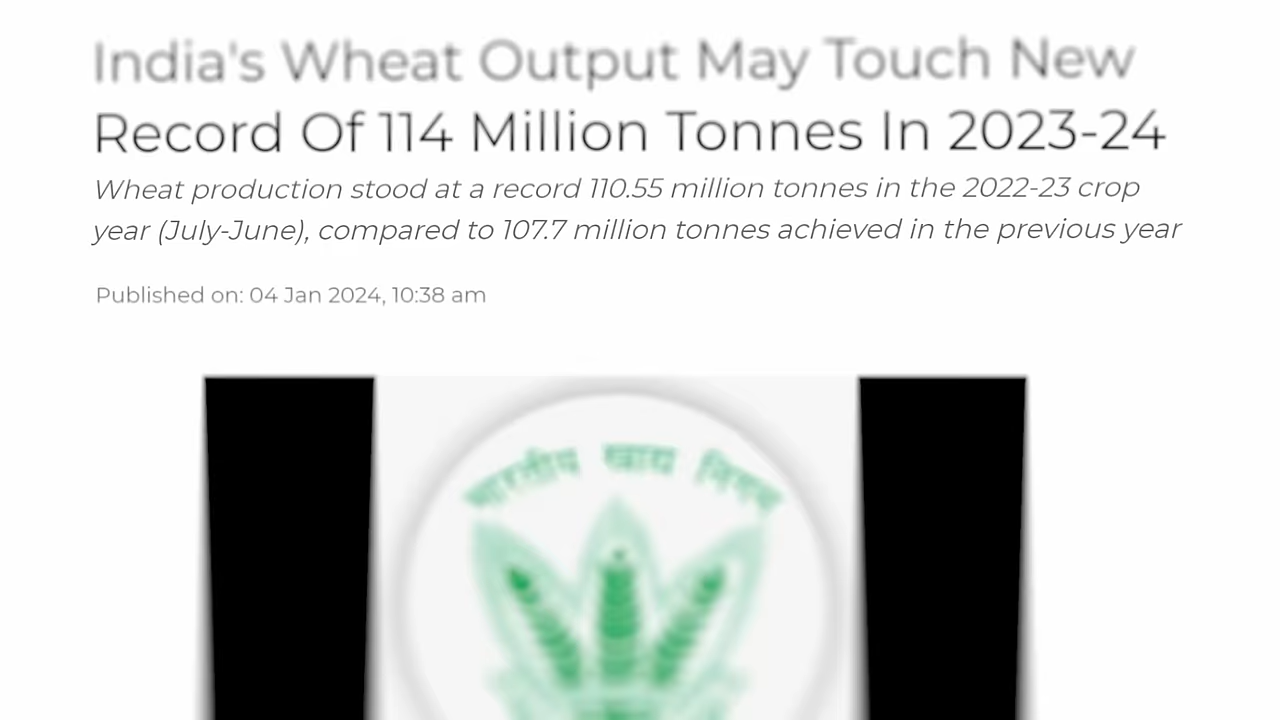 India's Wheat Output May Touch New
Record Of 114 Million Tonnes In 2023-24
Wheat production stood at a record 110.55 million tonnes in the 2022-23 crop
year (July-June), compared to 107.7 million tonnes achieved in the previous year
Published on: 04 Jan 2024, 10:38 am
भारतीय खाद्य निगम